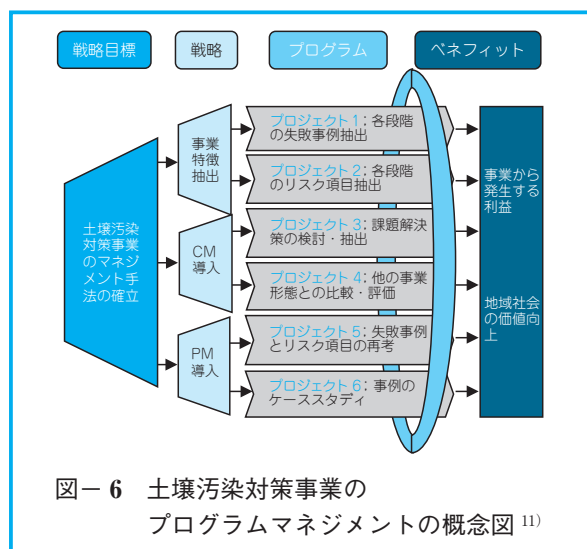 戦略目標
戦略
プログラム
ベネフィット
土壌汚染
対策事業
のマネジ
メント手
法の確立
事業
特徴
抽出
CM
導入
PM
導入
プロジェクト1：各段階
の失敗事例抽出
プロジェクト2：各段階
のリスク項目抽出
プロジェクト3：課題解決
策の検討・抽出
プロジェクト4：他の事業
形態との比較・評価
プロジェクト5：失敗事例
とリスク項目の再考
プロジェクト6：事例の
ケーススタディ
事業から
発生する
利益
地域社会
の価値向
上
図－6 土壌汚染対策事業の
プログラムマネジメントの概念図 11)